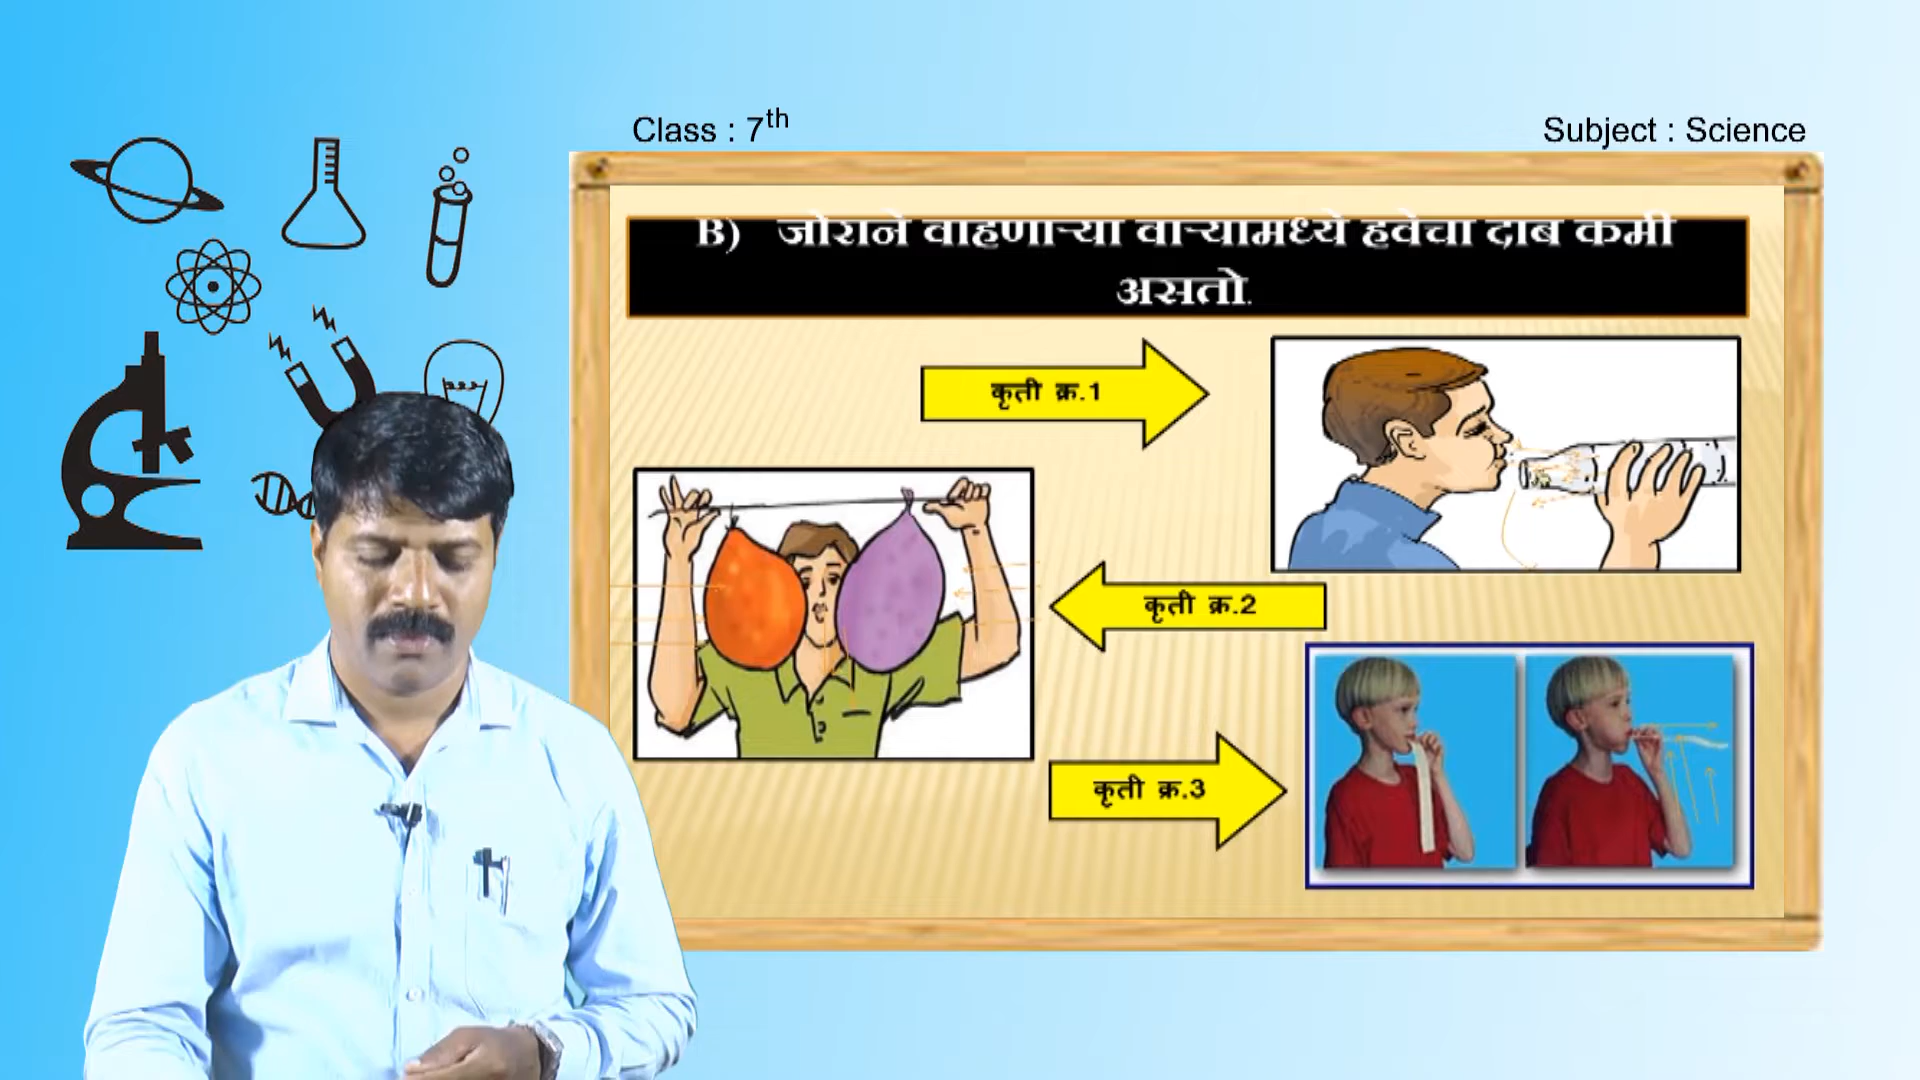 Class : 7th
Subject : Science
B) जोराने वाहणाऱ्या वाऱ्यामध्ये हवेचा दाब कमी
असतो.
कृती क्र.1
कृती क्र.2
कृती क्र.3